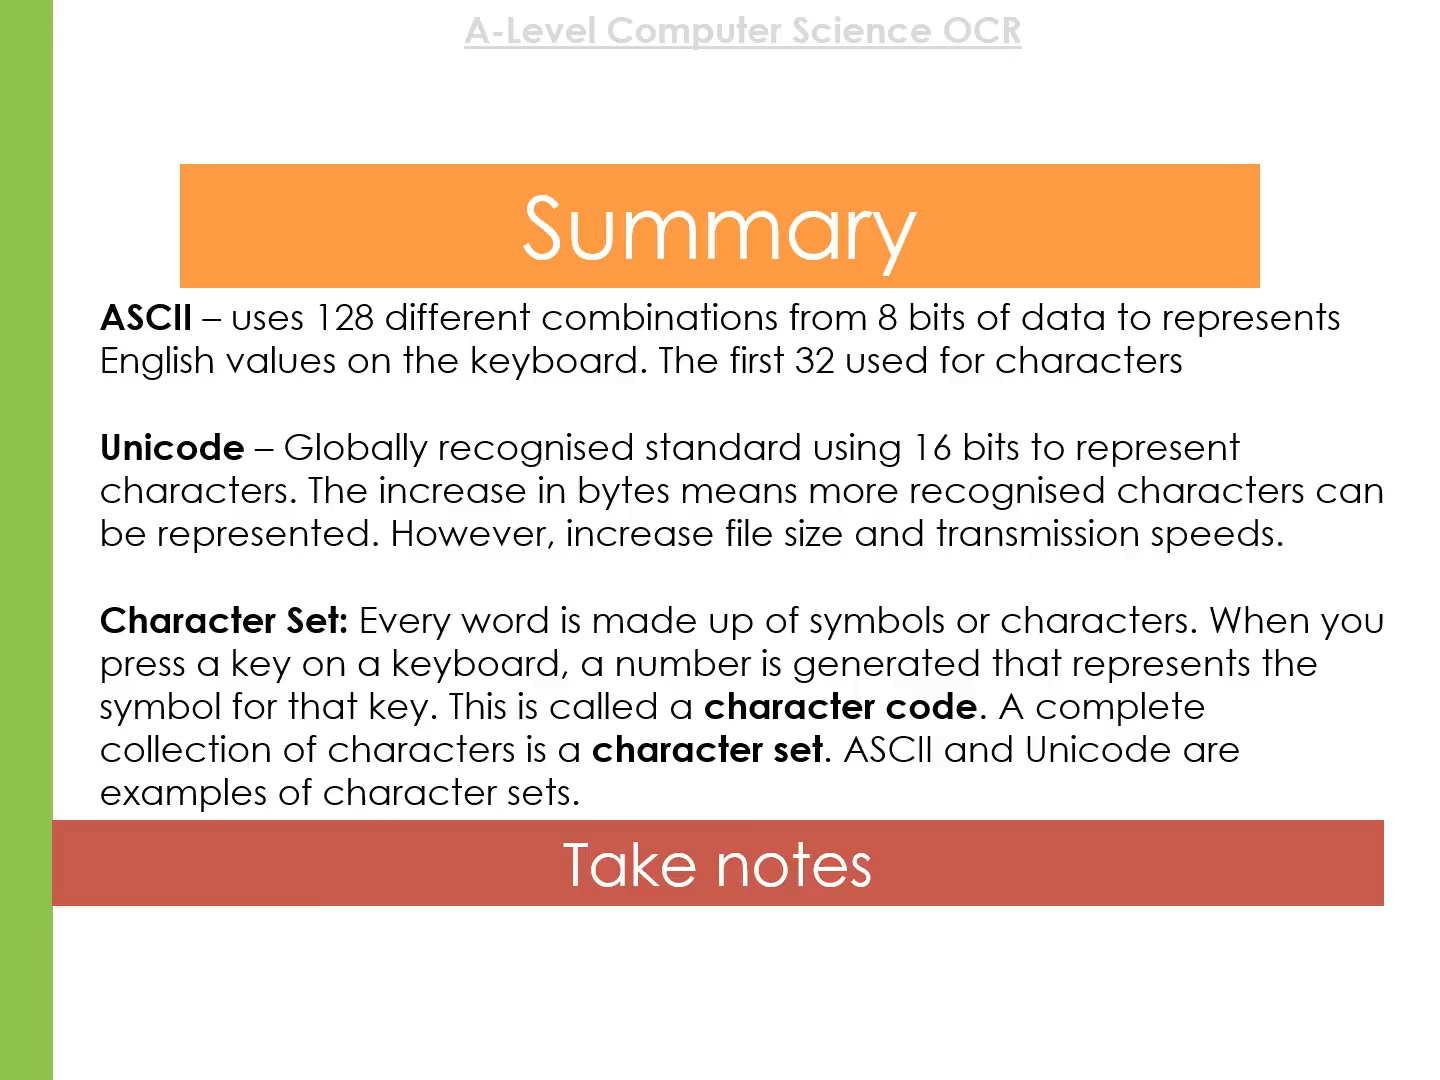 A-Level Computer Science OCR
Summary
ASCII – uses 128 different combinations from 8 bits of data to represents
English values on the keyboard. The first 32 used for characters
Unicode – Globally recognised standard using 16 bits to represent
characters. The increase in bytes means more recognised characters can
be represented. However, increase file size and transmission speeds.
Character Set: Every word is made up of symbols or characters. When you
press a key on a keyboard, a number is generated that represents the
symbol for that key. This is called a character code. A complete
collection of characters is a character set. ASCII and Unicode are
examples of character sets.
Take notes